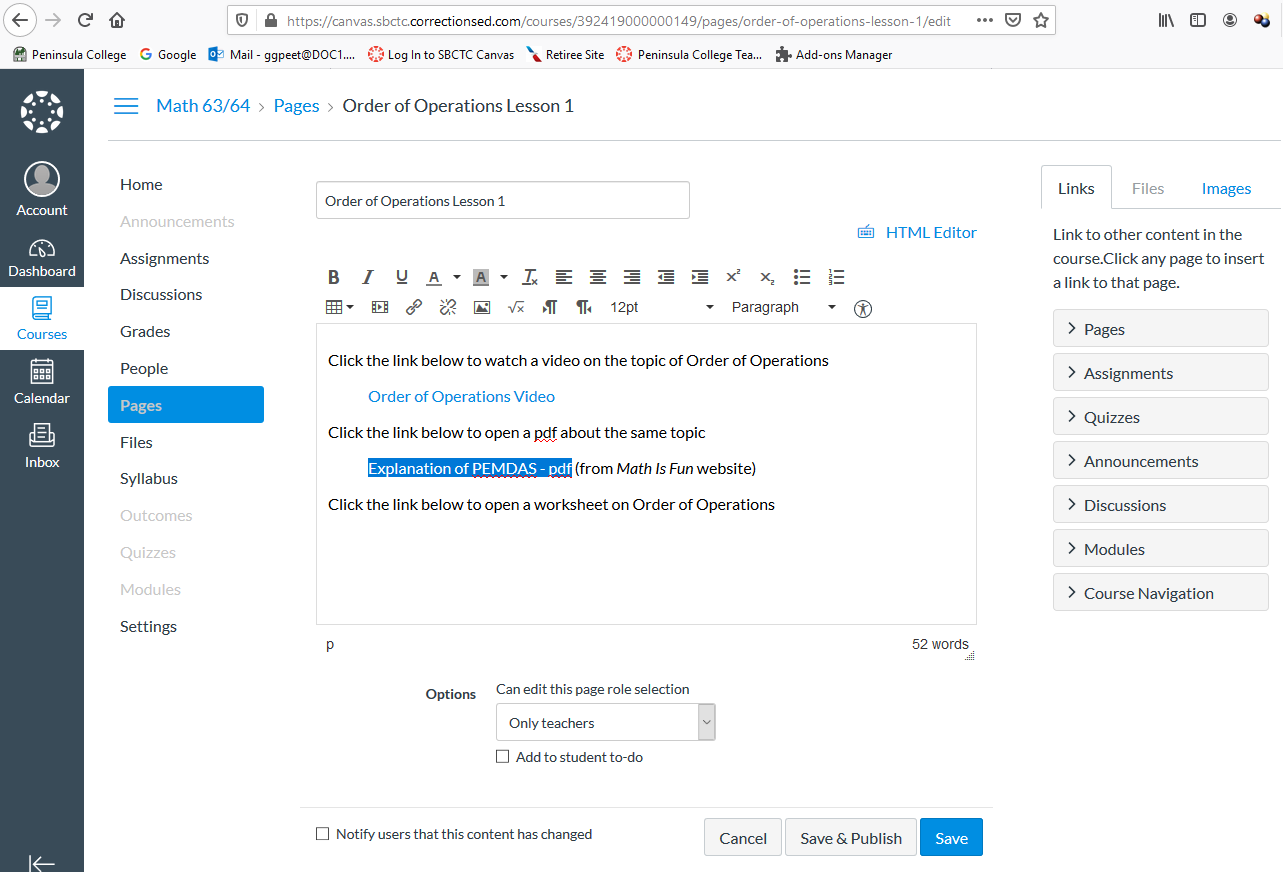 https://canvas.sbctc.correctionsed.com/courses/392419000000149/pages/order-of-operations-lesson-1/edit
Peninsula College
Google
Mail - ggpeet@DOC1....
Log In to SBCTC Canvas
Retiree Site
Peninsula College Tea...
Add-ons Manager
Math 63/64 > Pages > Order of Operations Lesson 1
Account
Dashboard
Courses
Calendar
Inbox
Home
Announcements
Assignments
Discussions
Grades
People
Pages
Files
Syllabus
Outcomes
Quizzes
Modules
Settings
Order of Operations Lesson 1
HTML Editor
B I U A A Tx
12pt
Paragraph
Click the link below to watch a video on the topic of Order of Operations
Order of Operations Video
Click the link below to open a pdf about the same topic
Explanation of PEMDAS - pdf (from Math Is Fun website)
Click the link below to open a worksheet on Order of Operations
p
52 words
Options
Can edit this page role selection
Only teachers
Add to student to-do
Notify users that this content has changed
Cancel
Save & Publish
Save
Links
Files
Images
Link to other content in the
course.Click any page to insert
a link to that page.
Pages
Assignments
Quizzes
Announcements
Discussions
Modules
Course Navigation